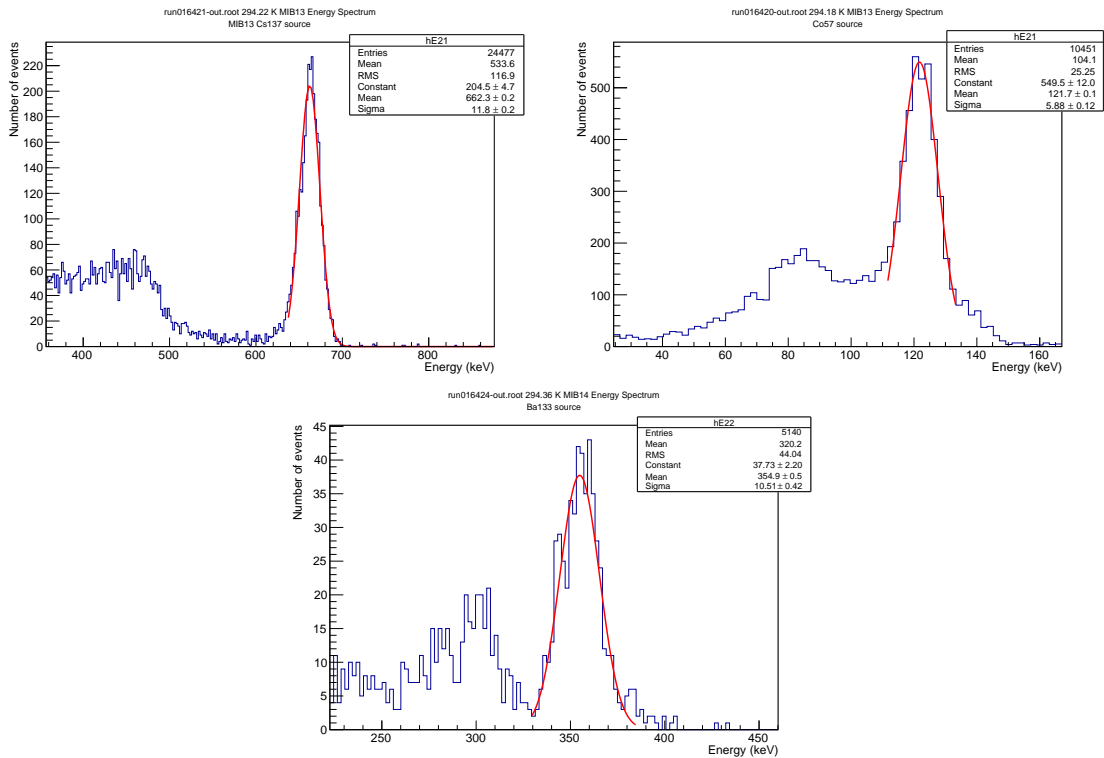 run016421-out.root 294.22 K MIB13 Energy Spectrum
MIB13 Cs137 source
hE21
Entries 24477
Mean 533.6
RMS 116.9
Constant 204.5 ± 4.7
Mean 662.3 ± 0.2
Sigma 11.8 ± 0.2
Number of events
220
200
180
160
140
120
100
80
60
40
20
0
400 500 600 700 800
Energy (keV)
run016420-out.root 294.18 K MIB13 Energy Spectrum
Co57 source
hE21
Entries 10451
Mean 104.1
RMS 25.25
Constant 549.5 ± 12.0
Mean 121.7 ± 0.1
Sigma 5.88 ± 0.12
Number of events
500
400
300
200
100
0
40 60 80 100 120 140 160
Energy (keV)
run016424-out.root 294.36 K MIB14 Energy Spectrum
Ba133 source
hE22
Entries 5140
Mean 320.2
RMS 44.04
Constant 37.73 ± 2.20
Mean 354.9 ± 0.5
Sigma 10.51 ± 0.42
Number of events
45
40
35
30
25
20
15
10
5
0
250 300 350 400 450
Energy (keV)